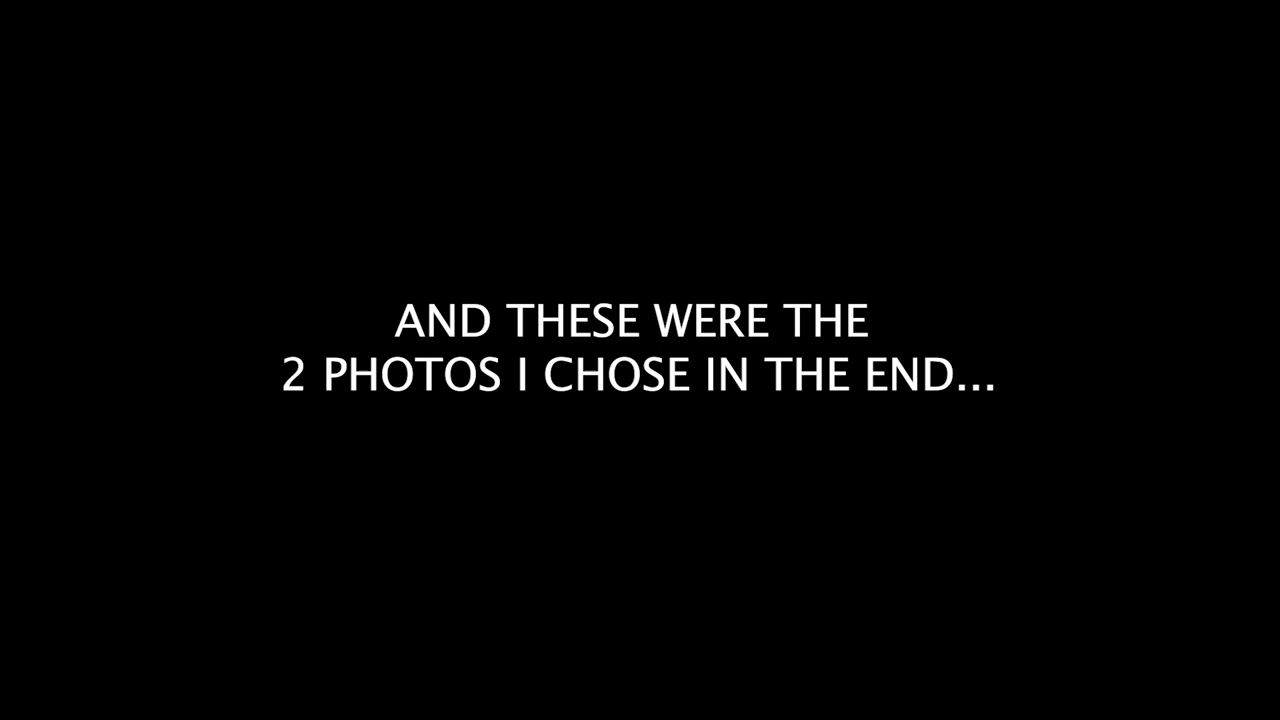 AND THESE WERE THE
2 PHOTOS I CHOSE IN THE END...